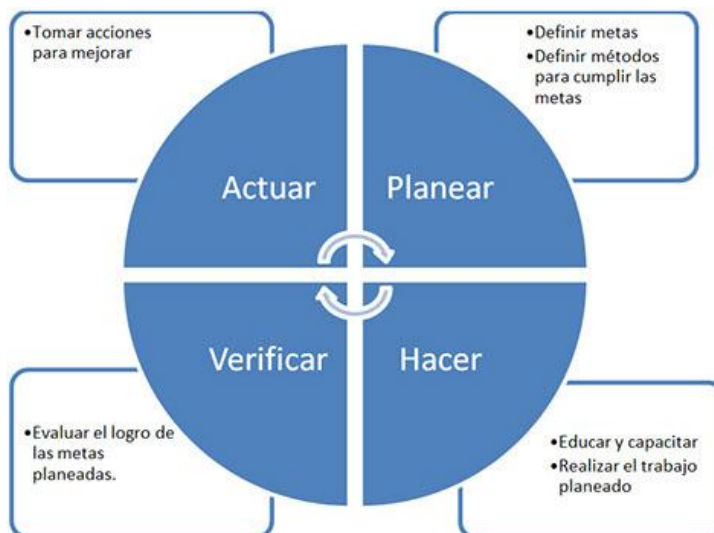 •Tomar acciones
para mejorar
•Definir metas
•Definir métodos
para cumplir las
metas
Actuar
Planear
Verificar
Hacer
•Evaluar el logro de
las metas
planeadas.
•Educar y capacitar
•Realizar el trabajo
planeado